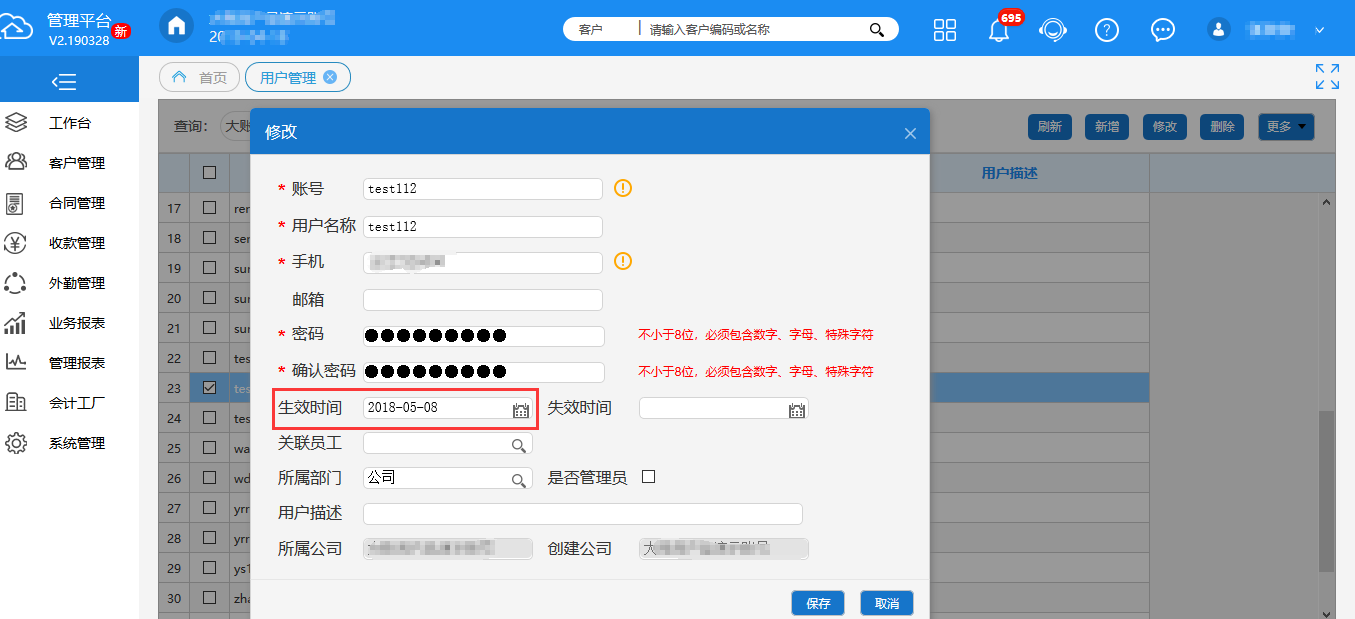 管理平台 新
V2.190328
客户 请输入客户编码或名称
695
首页 用户管理
工作台
客户管理
合同管理
收款管理
外勤管理
业务报表
管理报表
会计工厂
系统管理
查询: 大账
刷新 新增 修改 删除 更多
用户描述
17 rer
18 ser
19 sur
20 sur
21 sur
22 tes
23 tes
24 tes
25 wa
26 wd
27 yrr
28 yrr
29 ys1
30 zha
修改
* 账号 test112
* 用户名称 test112
* 手机
邮箱
* 密码 ●●●●●●●●● 不小于8位，必须包含数字、字母、特殊字符
* 确认密码 ●●●●●●●●● 不小于8位，必须包含数字、字母、特殊字符
生效时间 2018-05-08 失效时间
关联员工
所属部门 公司 是否管理员
用户描述
所属公司 创建公司
保存 取消